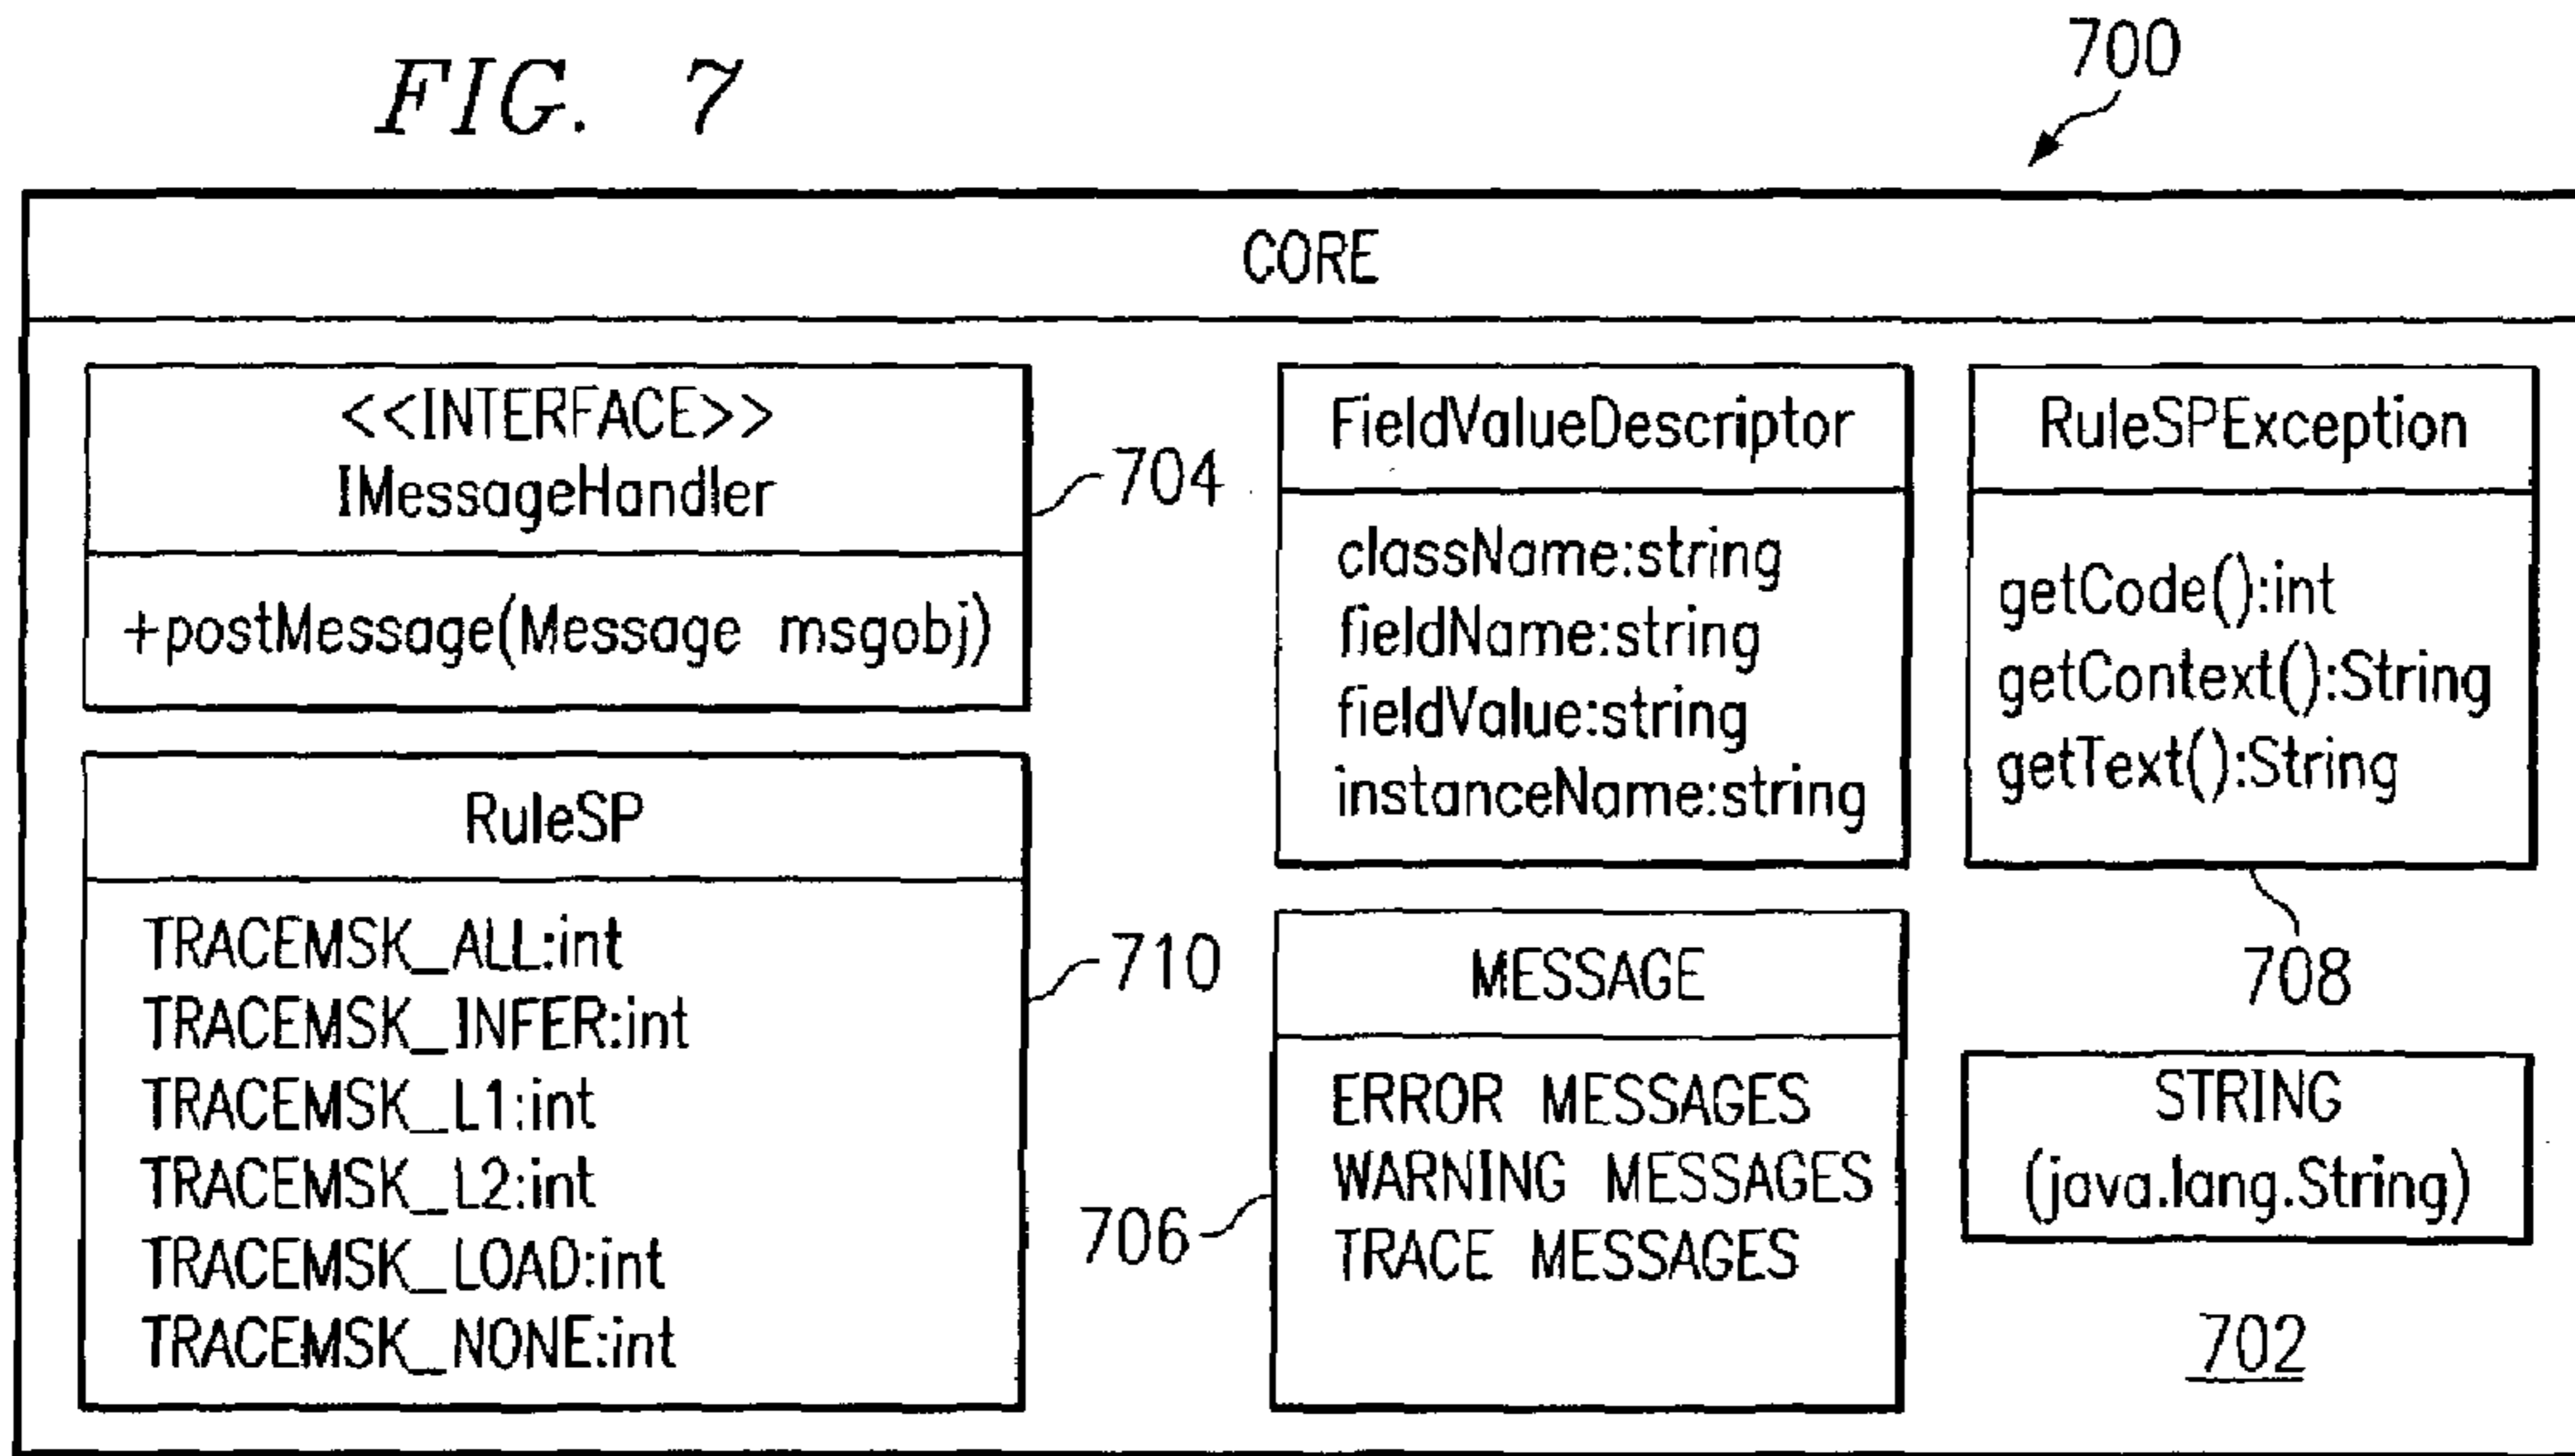 FIG. 7
700
CORE
<<INTERFACE>>
IMessageHandler
+postMessage(Message msgobj)
704
RuleSP
TRACEMSK_ALL:int
TRACEMSK_INFER:int
TRACEMSK_L1:int
TRACEMSK_L2:int
TRACEMSK_LOAD:int
TRACEMSK_NONE:int
710
FieldValueDescriptor
className:string
fieldName:string
fieldValue:string
instanceName:string
RuleSPException
getCode():int
getContext():String
getText():String
708
MESSAGE
ERROR MESSAGES
WARNING MESSAGES
TRACE MESSAGES
706
STRING
(java.lang.String)
702